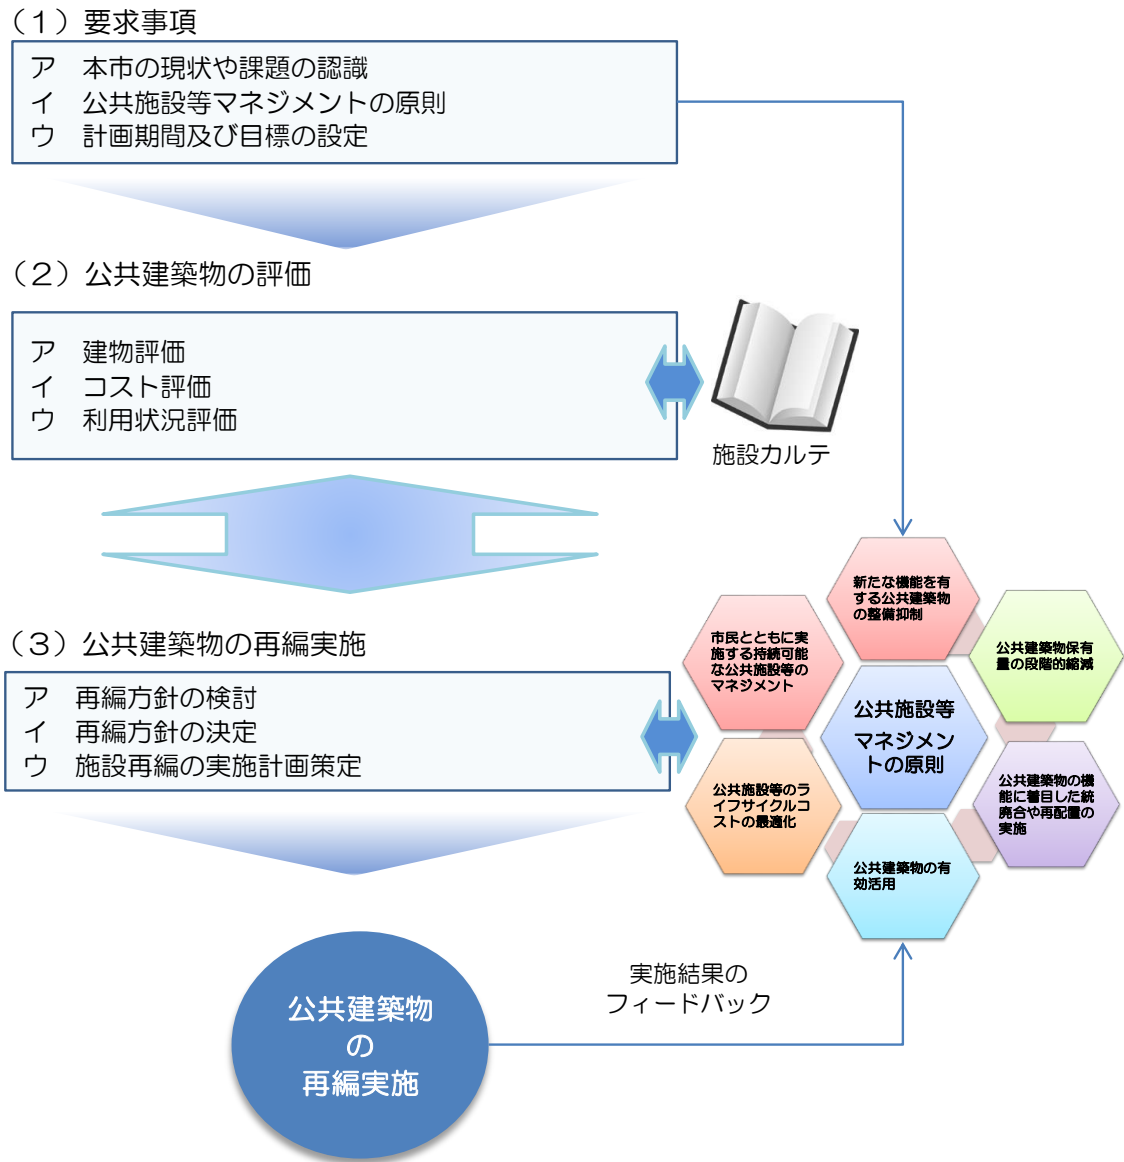 （１）要求事項
ア　本市の現状や課題の認識
イ　公共施設等マネジメントの原則
ウ　計画期間及び目標の設定
（２）公共建築物の評価
ア　建物評価
イ　コスト評価
ウ　利用状況評価
施設カルテ
（３）公共建築物の再編実施
ア　再編方針の検討
イ　再編方針の決定
ウ　施設再編の実施計画策定
新たな機能を有
する公共建築物
の整備抑制
市民とともに実
施する持続可能
な公共施設等の
マネジメント
公共建築物保有
量の段階的縮減
公共施設等
マネジメン
トの原則
公共施設等のラ
イフサイクルコ
ストの最適化
公共建築物の機
能に着目した統
廃合や再配置の
実施
公共建築物の有
効活用
実施結果の
フィードバック
公共建築物
の
再編実施